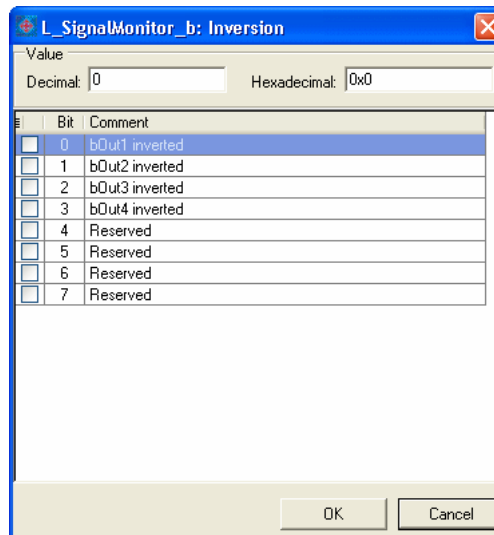 L_SignalMonitor_b: Inversion
Value
Decimal: 0 Hexadecimal: 0x0
Bit Comment
0 bOut1 inverted
1 bOut2 inverted
2 bOut3 inverted
3 bOut4 inverted
4 Reserved
5 Reserved
6 Reserved
7 Reserved
OK Cancel